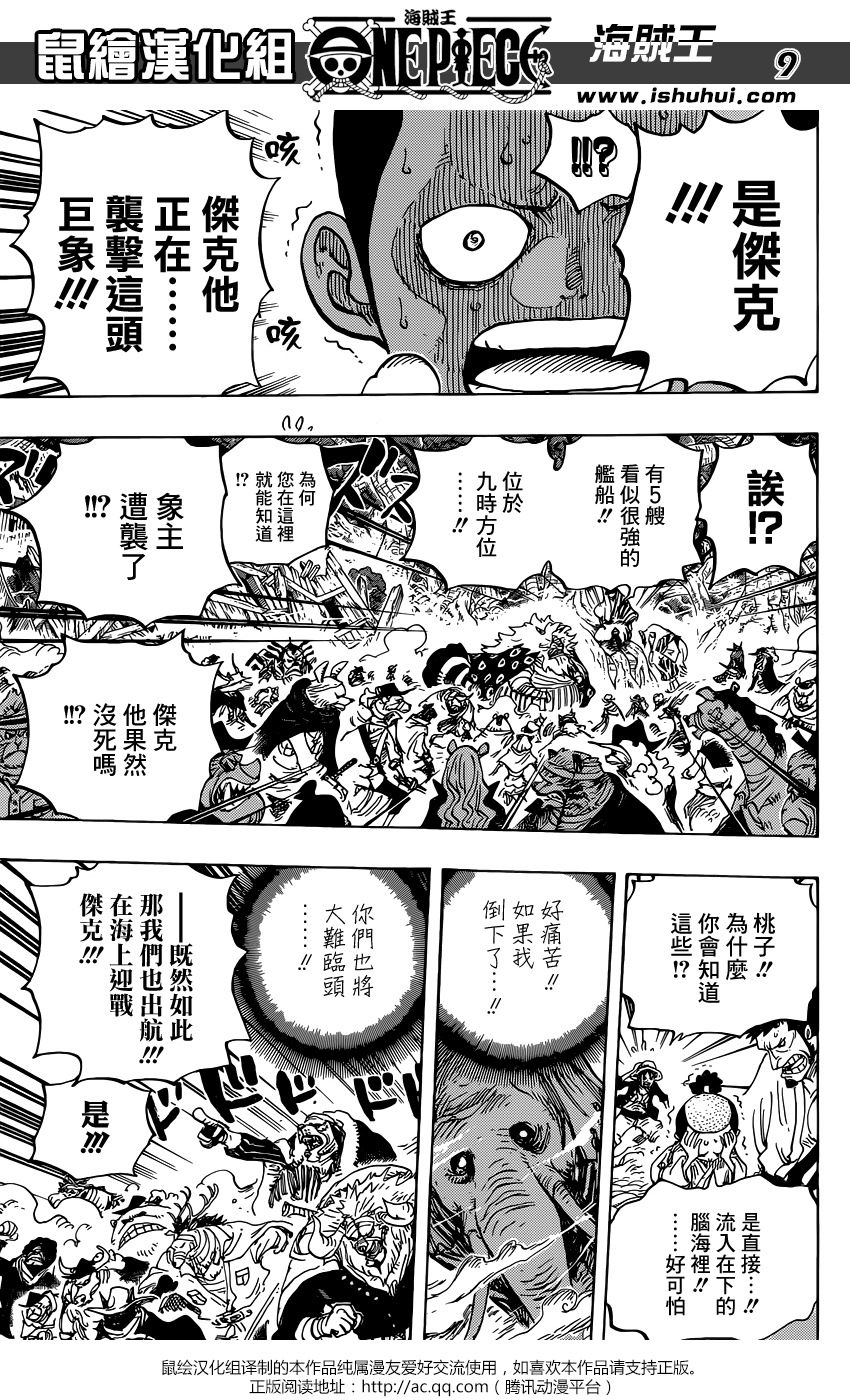 鼠繪漢化組
海賊王
ONE PIECE
海賊王
9
www.ishuhui.com
是傑克
!!!
!!?
咳
傑克他
正在……
襲擊這頭
巨象!!!
咳
誒!?
有5艘
看似很強的
艦船!!
位於
九時方位
……!!
為何
您在這裡
就能知道
!?
象主
遭襲了
!!?
傑克
他果然
沒死嗎
!!?
桃子!!
為什麼
你會知道
這些!?
是直接…!!
流入在下的
腦海裡!!
……好可怕
好痛苦!!
如果我
倒下了…!!
你們也將
大難臨頭
……!!
——既然如此
那我們也出航!!!
在海上迎戰
傑克!!!
ドドド
是!!!
鼠绘汉化组译制的本作品纯属漫友爱好交流使用，如喜欢本作品请支持正版。
正版阅读地址：http://ac.qq.com（腾讯动漫平台）